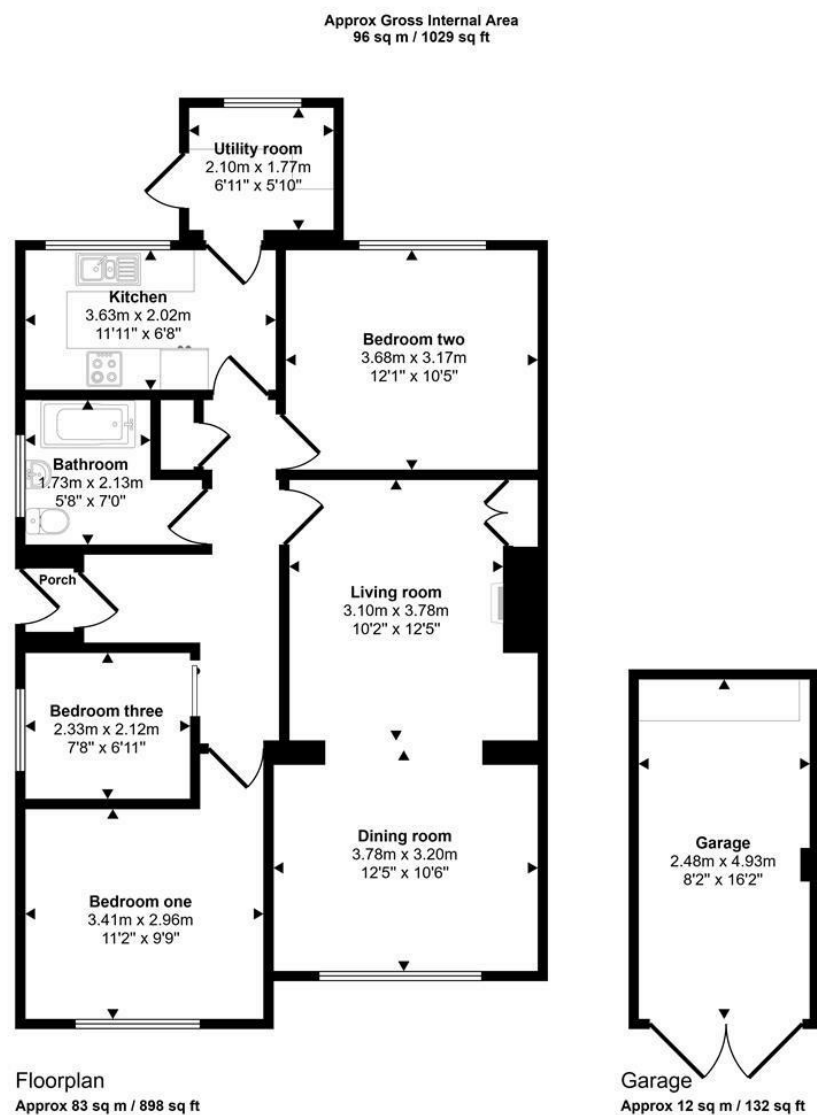 Approx Gross Internal Area
96 sq m / 1029 sq ft
Utility room
2.10m x 1.77m
6'11" x 5'10"
Kitchen
3.63m x 2.02m
11'11" x 6'8"
Bedroom two
3.68m x 3.17m
12'1" x 10'5"
Bathroom
1.73m x 2.13m
5'8" x 7'0"
Porch
Living room
3.10m x 3.78m
10'2" x 12'5"
Bedroom three
2.33m x 2.12m
7'8" x 6'11"
Dining room
3.78m x 3.20m
12'5" x 10'6"
Bedroom one
3.41m x 2.96m
11'2" x 9'9"
Garage
2.48m x 4.93m
8'2" x 16'2"
Floorplan
Approx 83 sq m / 898 sq ft
Garage
Approx 12 sq m / 132 sq ft